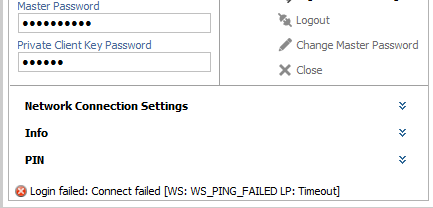 Master Password
Logout
Private Client Key Password
Change Master Password
Close
Network Connection Settings
Info
PIN
Login failed: Connect failed [WS: WS_PING_FAILED LP: Timeout]